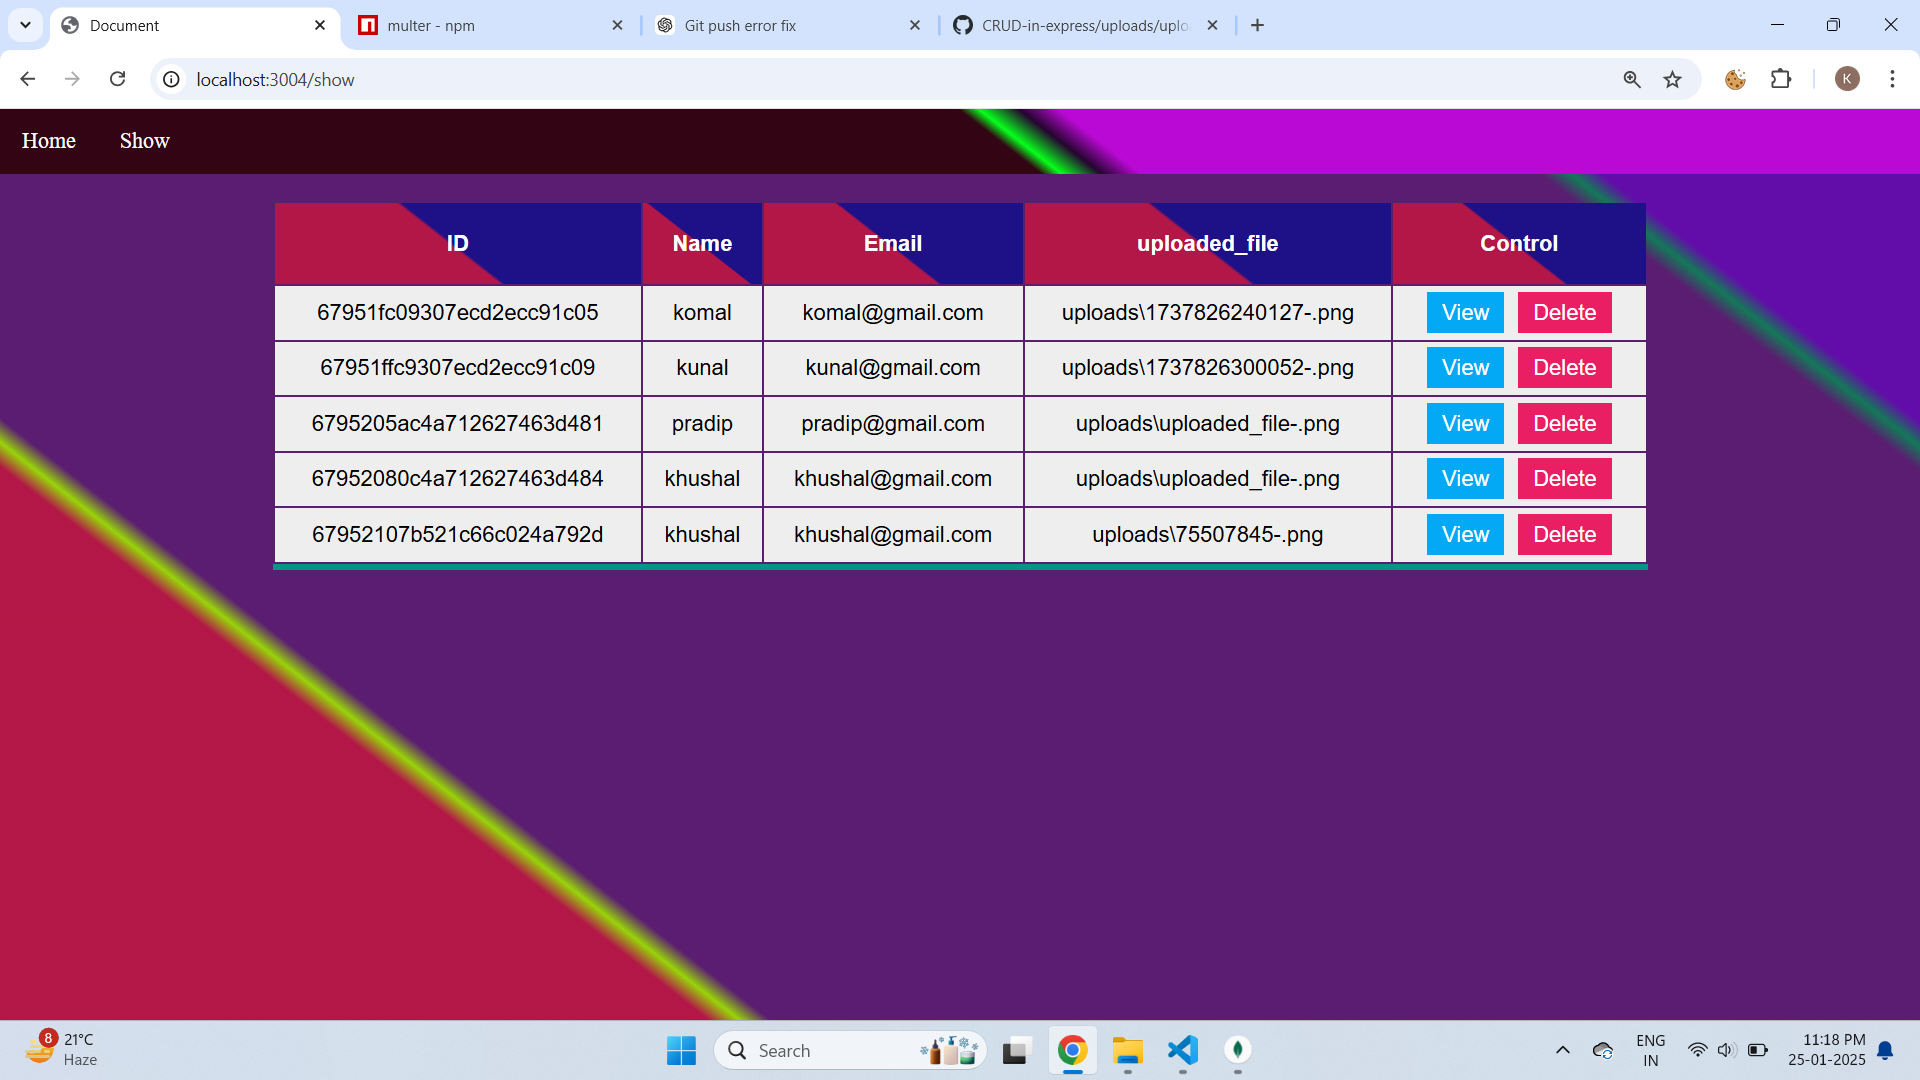 Document
multer - npm
Git push error fix
CRUD-in-express/uploads/uplo
localhost:3004/show
K
Home Show
ID Name Email uploaded_file Control
67951fc09307ecd2ecc91c05 komal komal@gmail.com uploads\1737826240127-.png View Delete
67951ffc9307ecd2ecc91c09 kunal kunal@gmail.com uploads\1737826300052-.png View Delete
6795205ac4a712627463d481 pradip pradip@gmail.com uploads\uploaded_file-.png View Delete
67952080c4a712627463d484 khushal khushal@gmail.com uploads\uploaded_file-.png View Delete
67952107b521c66c024a792d khushal khushal@gmail.com uploads\75507845-.png View Delete
8
21°C
Haze
Search
ENG
IN
11:18 PM
25-01-2025